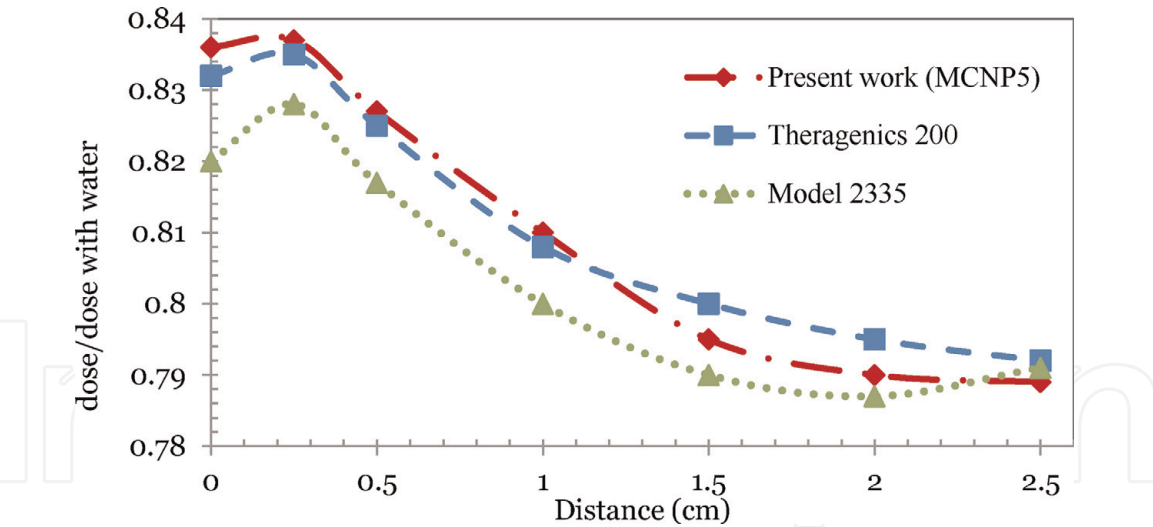 0.84
0.83
0.82
0.81
0.8
0.79
0.78
dose/dose with water
Present work (MCNP5)
Theragenics 200
Model 2335
0 0.5 1 1.5 2 2.5
Distance (cm)